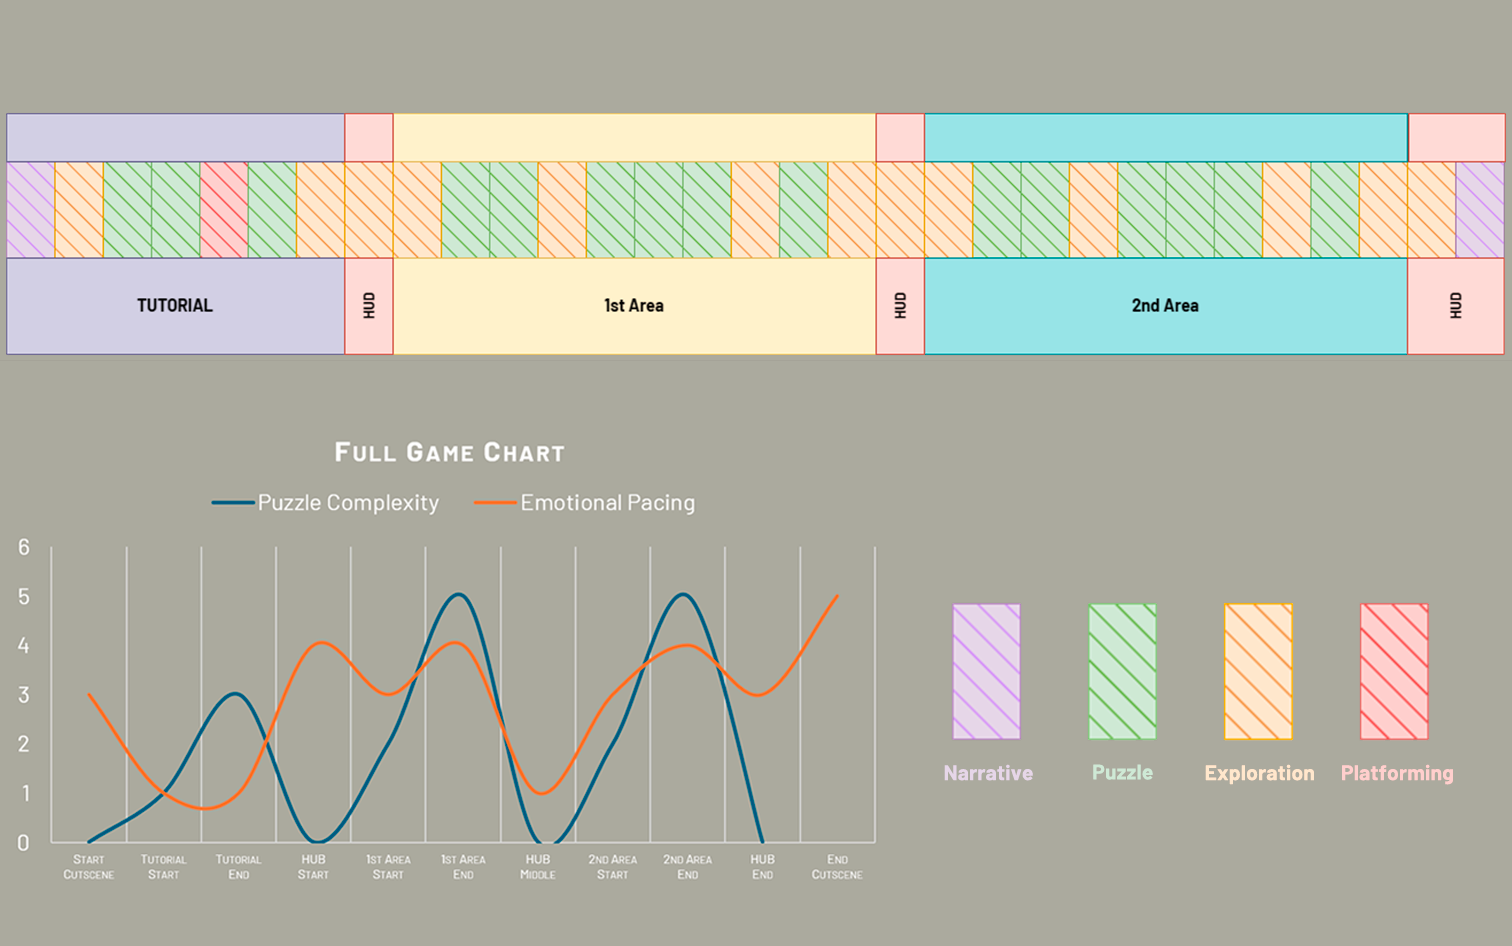 TUTORIAL
HUD
1st Area
HUD
2nd Area
HUD
Full Game Chart
Puzzle Complexity
Emotional Pacing
6
5
4
3
2
1
0
Start
Cutscene
Tutorial
Start
Tutorial
End
HUB
Start
1st Area
Start
1st Area
End
HUB
Middle
2nd Area
Start
2nd Area
End
HUB
End
End
Cutscene
Narrative
Puzzle
Exploration
Platforming